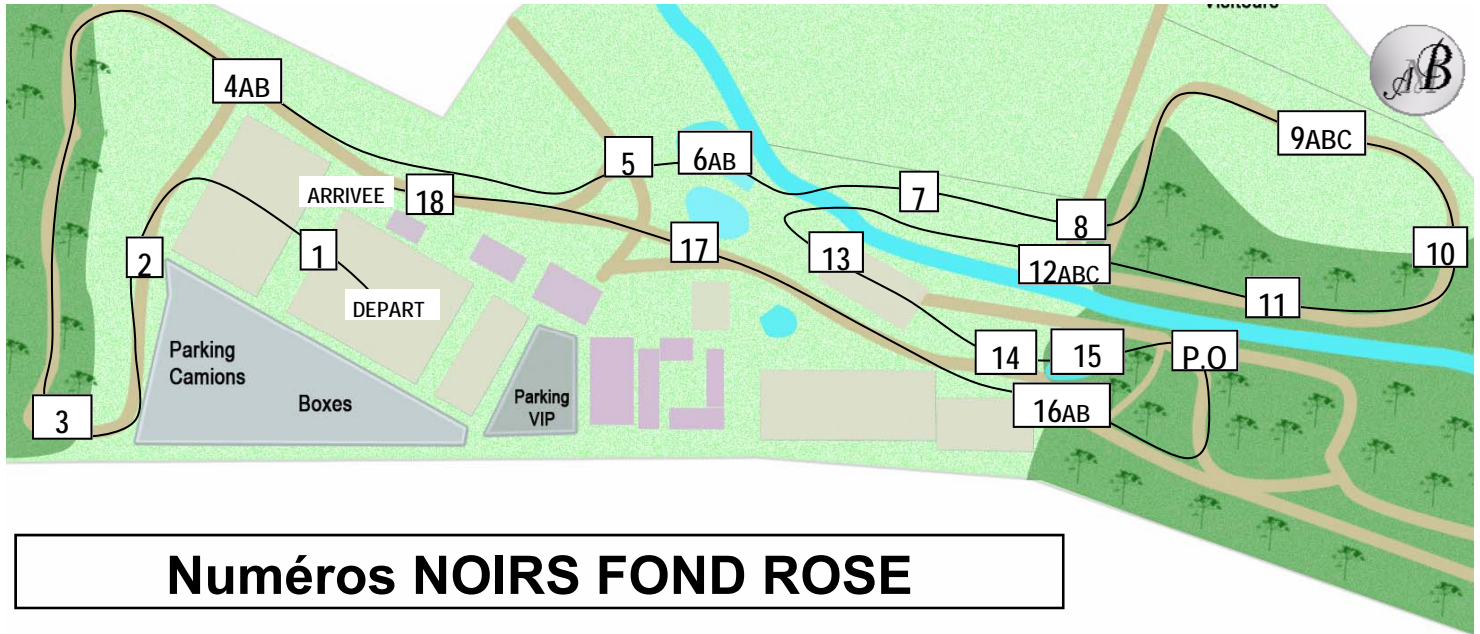 Visiteurs
4AB
9ABC
5
6AB
ARRIVEE
18
7
8
2
1
17
13
12ABC
10
DEPART
11
Parking
Camions
Boxes
Parking
VIP
14
15
P.O
3
16AB
Numéros NOIRS FOND ROSE